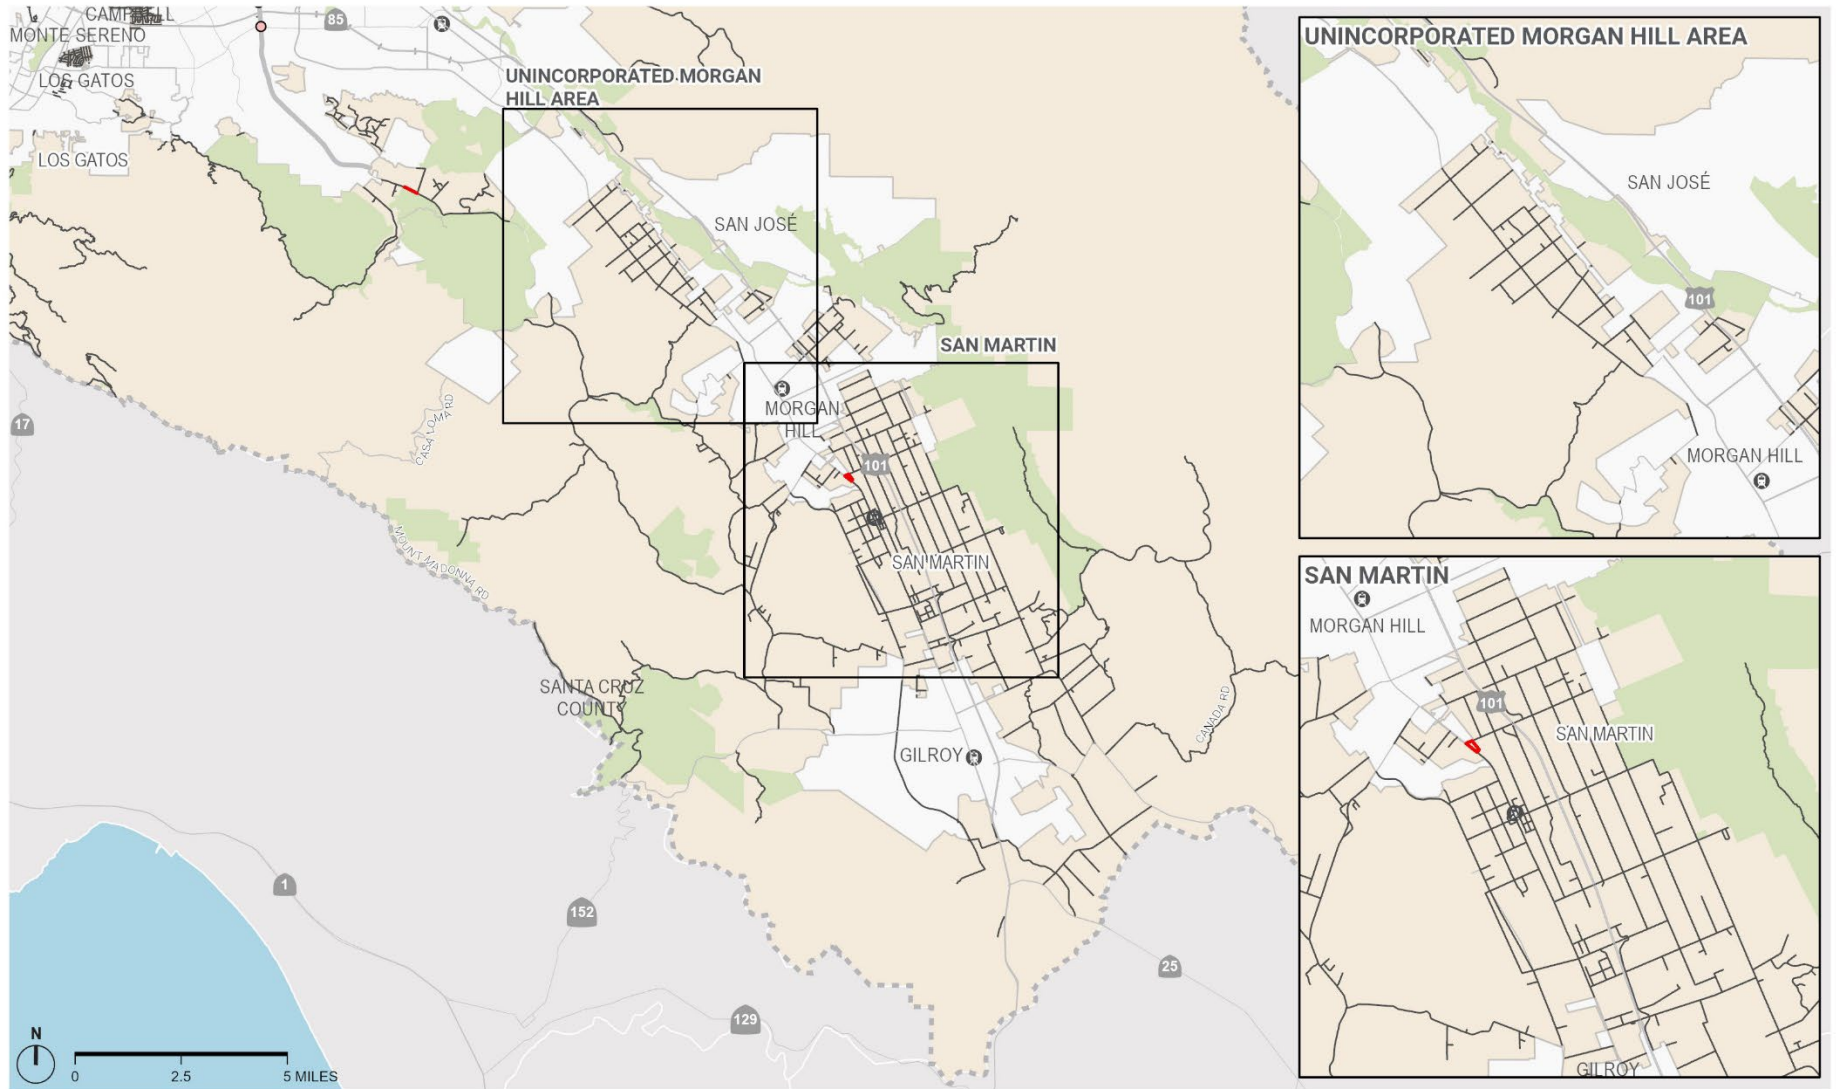 CAMPBELL
MONTE SERENO
LOS GATOS
LOS GATOS
85
UNINCORPORATED MORGAN
HILL AREA
SAN JOSÉ
SAN MARTIN
MORGAN
HILL
101
17
CASA LOMA RD
MOUNT MADONNA RD
SAN MARTIN
SANTA CRUZ
COUNTY
CANADA RD
GILROY
1
152
25
129
N
0
2.5
5 MILES
UNINCORPORATED MORGAN HILL AREA
SAN JOSÉ
101
MORGAN HILL
SAN MARTIN
MORGAN HILL
101
SAN MARTIN
GILROY